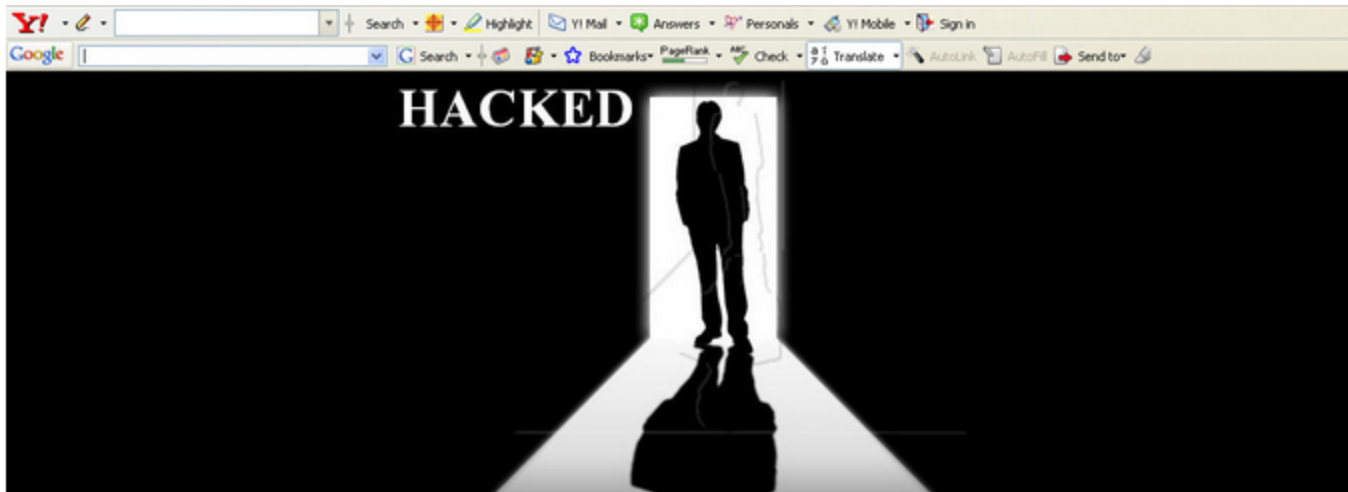 Y! Search Highlight Y! Mail Answers Personals Y! Mobile Sign in
Google G Search Bookmarks PageRank ABC Check Translate AutoLink AutoFill Send to
HACKED